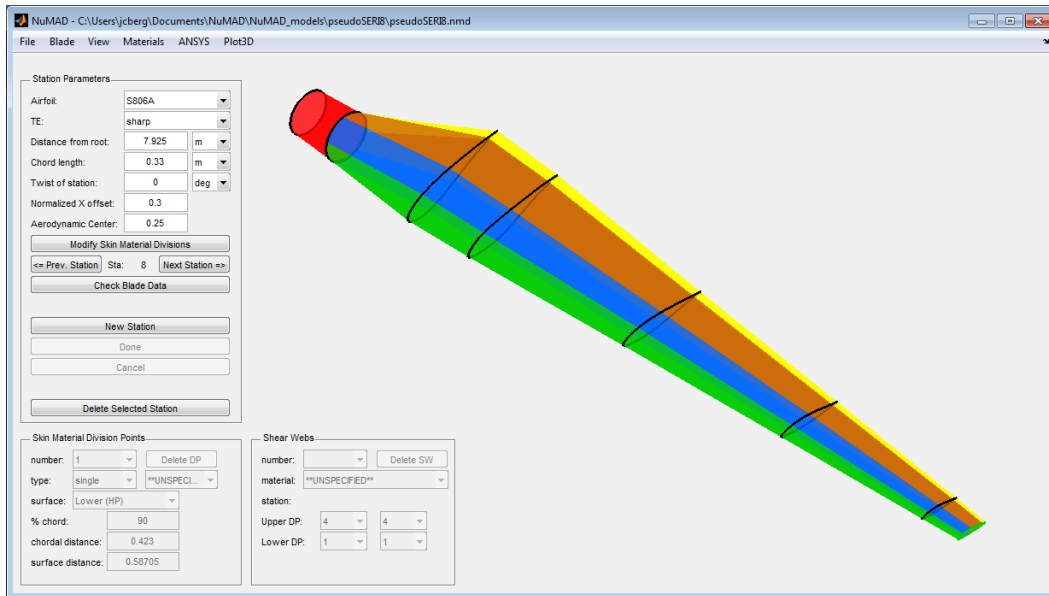 NuMAD - C:\Users\jcberg\Documents\NuMAD\NuMAD_models\pseudoSERI8\pseudoSERI8.nmd
File Blade View Materials ANSYS Plot3D
Station Parameters
Airfoil: S806A
TE: sharp
Distance from root: 7.925 m
Chord length: 0.33 m
Twist of station: 0 deg
Normalized X offset: 0.3
Aerodynamic Center: 0.25
Modify Skin Material Divisions
<= Prev. Station Sta: 8 Next Station =>
Check Blade Data
New Station
Done
Cancel
Delete Selected Station
Skin Material Division Points
number: 1 Delete DP
type: single **UNSPECI...
surface: Lower (HP)
% chord: 90
chordal distance: 0.423
surface distance: 0.58705
Shear Webs
number: Delete SW
material: **UNSPECIFIED**
station:
Upper DP: 4 4
Lower DP: 1 1